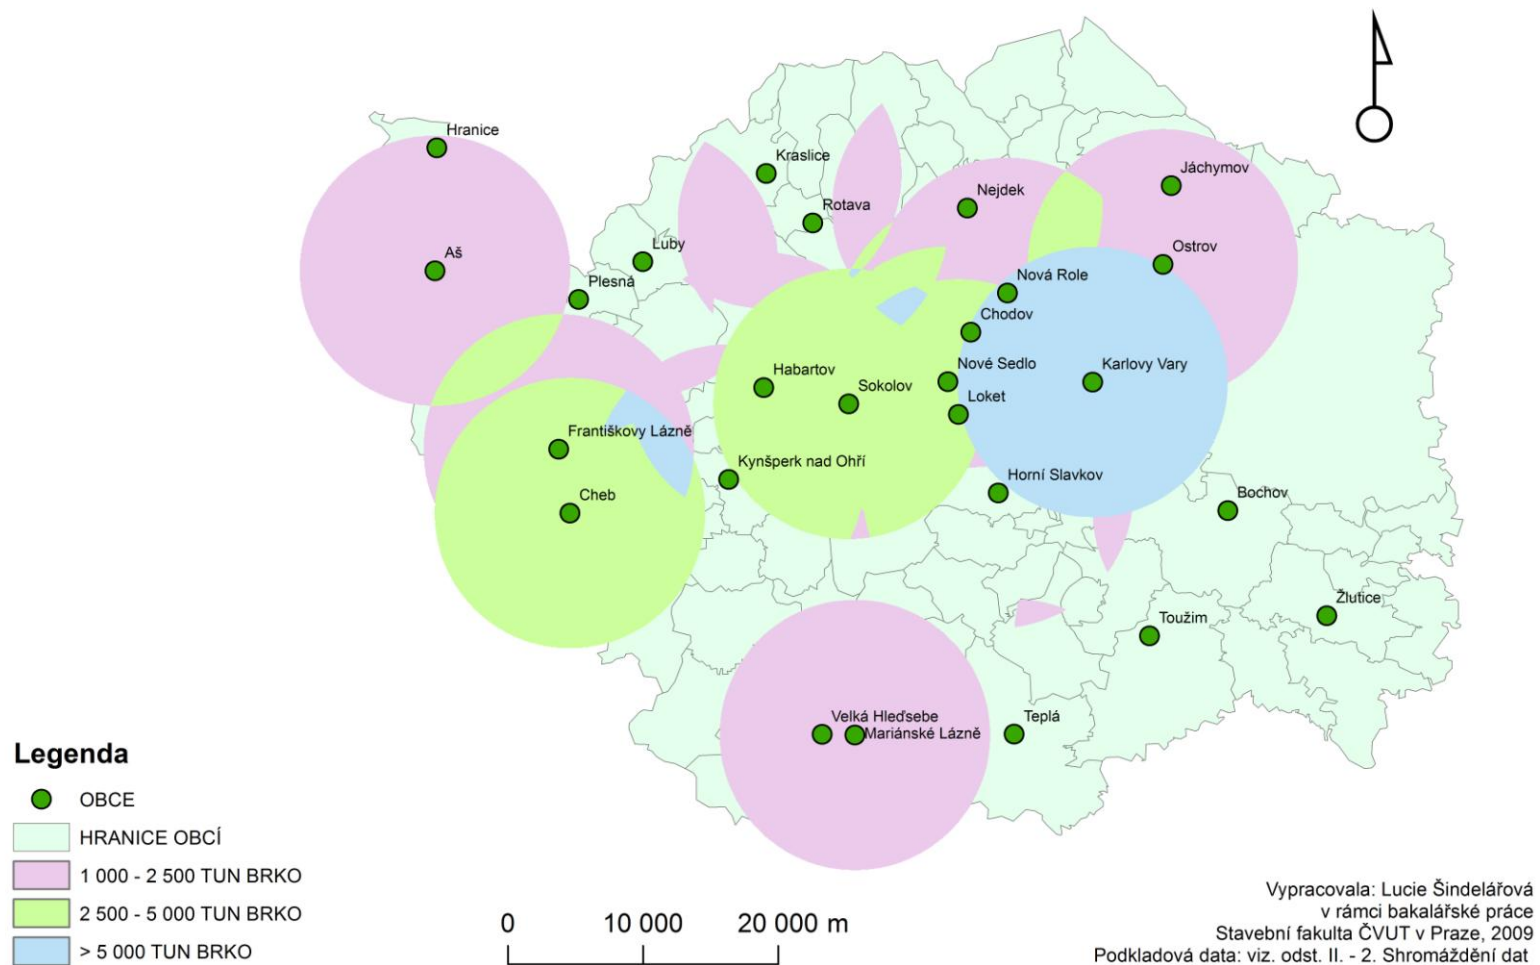 Hranice
Kraslice
Jáchymov
Nejdek
Rotava
Aš
Luby
Ostrov
Plesná
Nová Role
Chodov
Habartov
Nové Sedlo
Karlovy Vary
Sokolov
Loket
Františkovy Lázně
Kynšperk nad Ohří
Horní Slavkov
Cheb
Bochov
Žlutice
Toužim
Velká Hleďsebe
Teplá
Mariánské Lázně
Legenda
OBCE
HRANICE OBCÍ
1 000 - 2 500 TUN BRKO
2 500 - 5 000 TUN BRKO
> 5 000 TUN BRKO
0 10 000 20 000 m
Vypracovala: Lucie Šindelářová
v rámci bakalářské práce
Stavební fakulta ČVUT v Praze, 2009
Podkladová data: viz. odst. II. - 2. Shromáždění dat